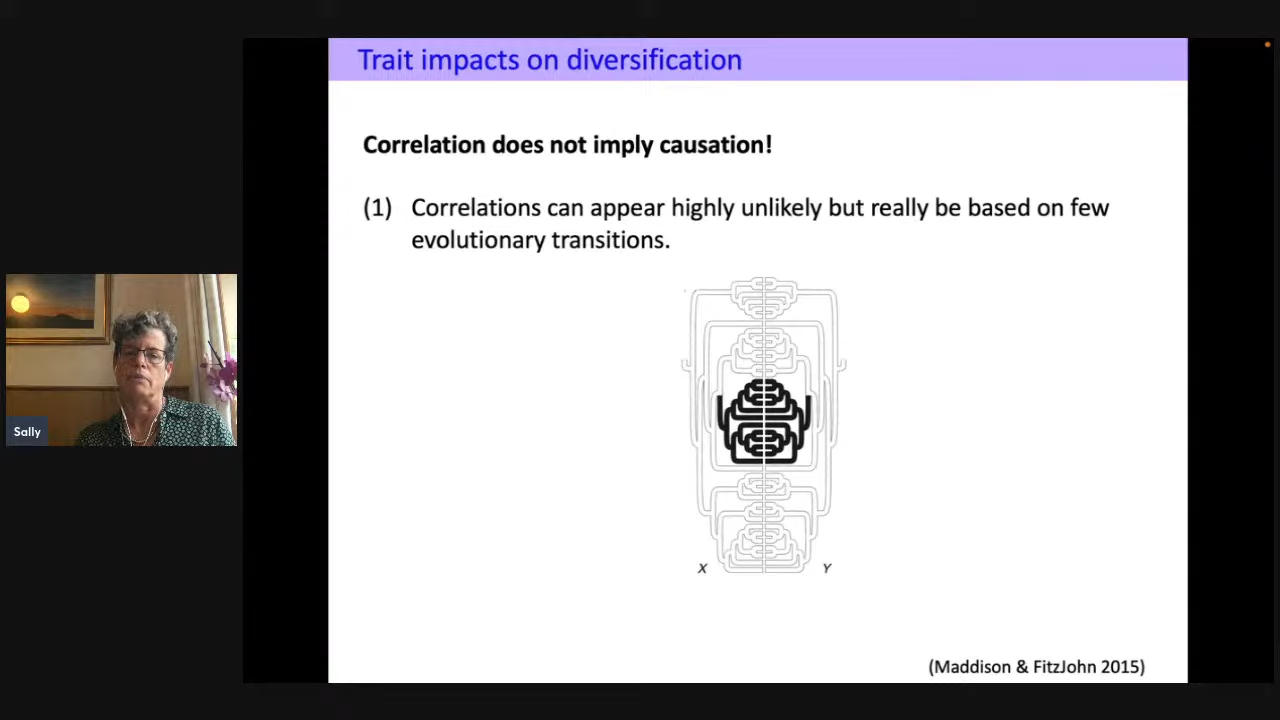 Trait impacts on diversification
Correlation does not imply causation!
(1) Correlations can appear highly unlikely but really be based on few
evolutionary transitions.
Sally
X Y
(Maddison & FitzJohn 2015)